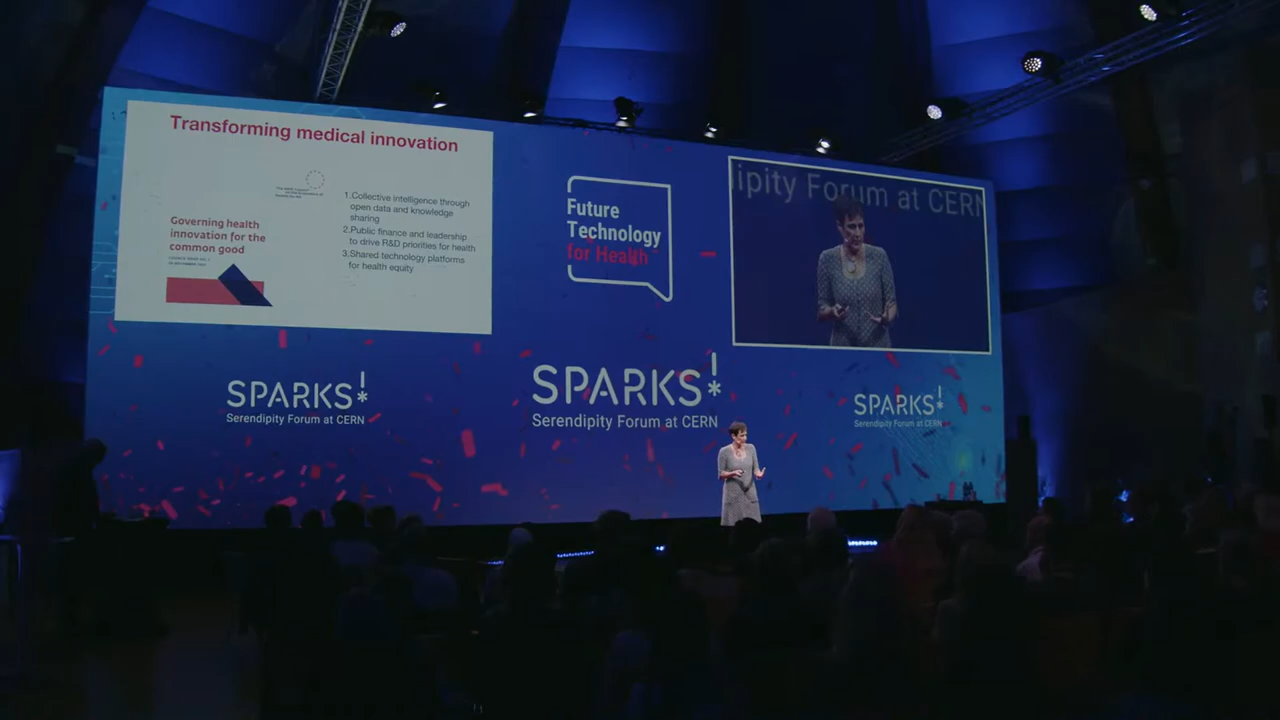 Transforming medical innovation
Governing health
innovation for the
common good
1.Collective intelligence through
open data and knowledge
sharing
2.Public finance and leadership
to drive R&D priorities for health
3.Shared technology platforms
for health equity
Future
Technology
for Health
ipity Forum at CERN
SPARKS!*
Serendipity Forum at CERN
SPARKS!*
Serendipity Forum at CERN
SPARKS!*
Serendipity Forum at CERN